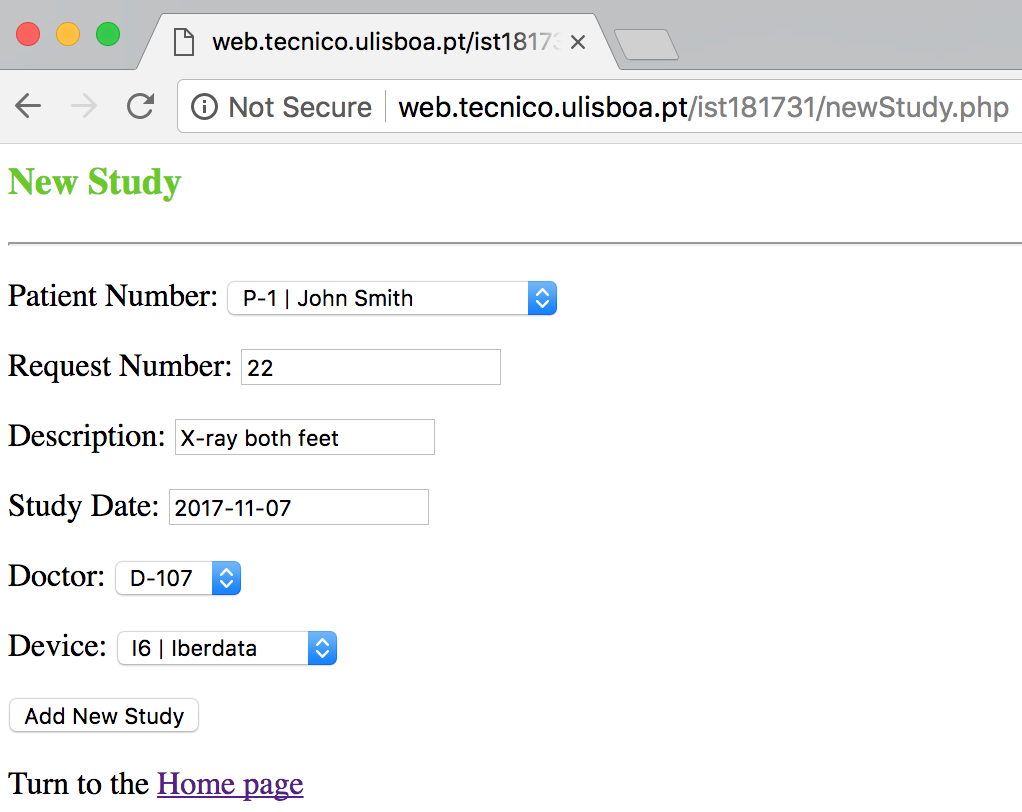 web.tecnico.ulisboa.pt/ist18173
Not Secure web.tecnico.ulisboa.pt/ist181731/newStudy.php
New Study
Patient Number: P-1 | John Smith
Request Number: 22
Description: X-ray both feet
Study Date: 2017-11-07
Doctor: D-107
Device: I6 | Iberdata
Add New Study
Turn to the Home page